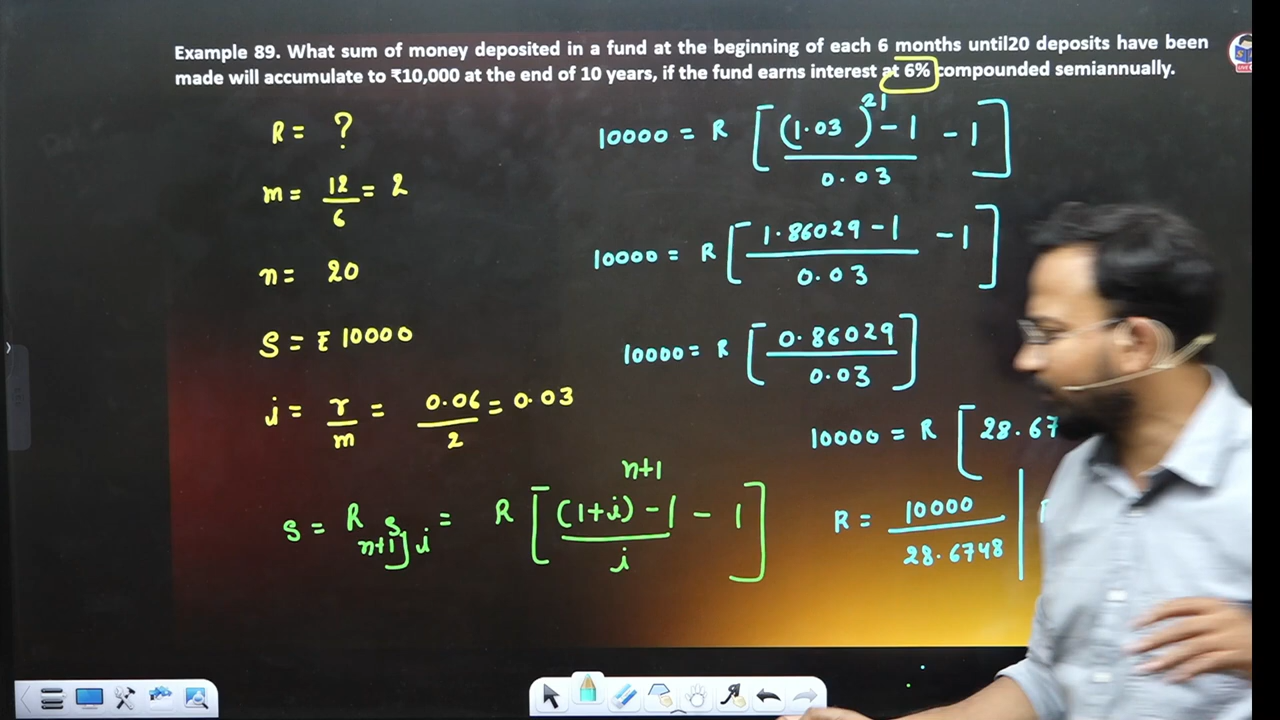 Example 89. What sum of money deposited in a fund at the beginning of each 6 months until20 deposits have been
made will accumulate to ₹10,000 at the end of 10 years, if the fund earns interest at 6% compounded semiannually.
R = ?
m = 12/6 = 2
n = 20
S = ₹ 10000
i = r/m = 0.06/2 = 0.03
S = R s n+1⌉ i = R [ ((1+i)^n+1 - 1)/i - 1 ]
10000 = R [ ((1.03)^21 - 1)/0.03 - 1 ]
10000 = R [ (1.86029 - 1)/0.03 - 1 ]
10000 = R [ 0.86029/0.03 ]
10000 = R [ 28.67
R = 10000/28.6748